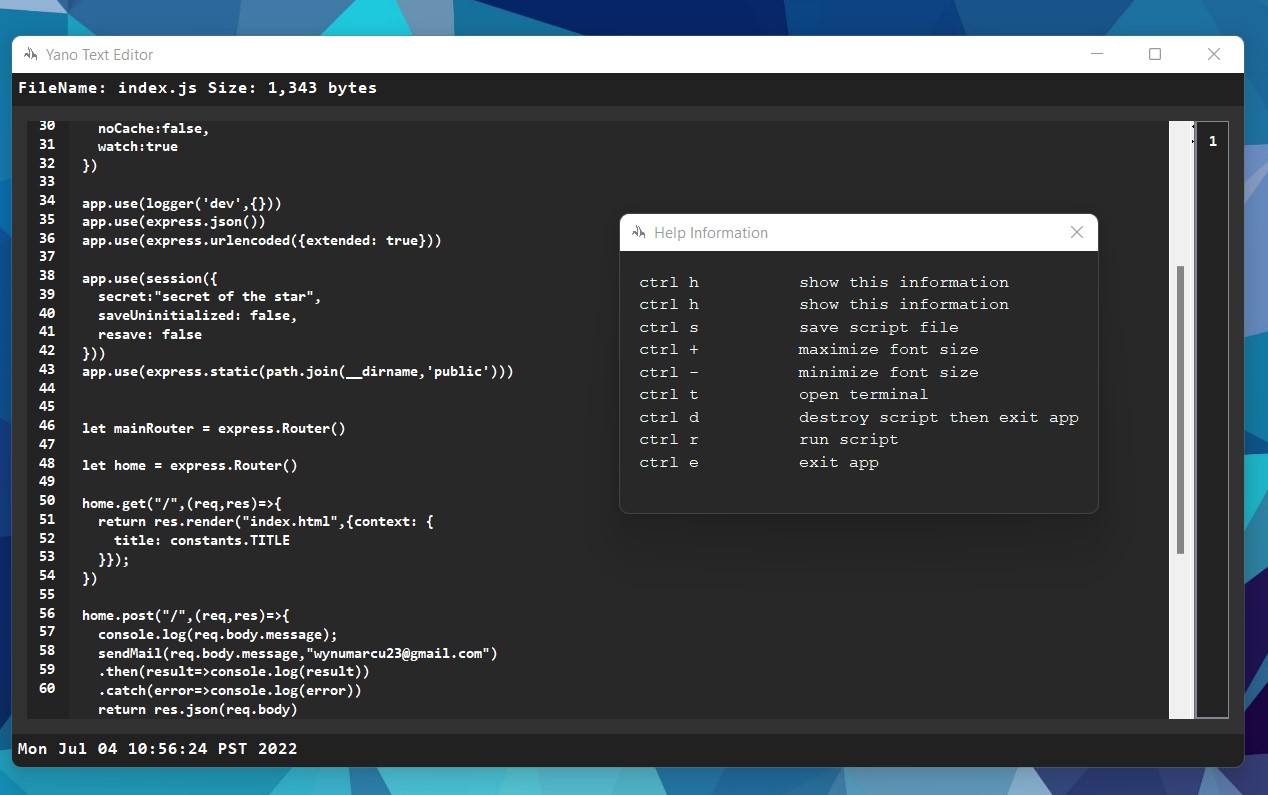 Yano Text Editor
FileName: index.js Size: 1,343 bytes
30   noCache:false,
31   watch:true
32 })
33
34 app.use(logger('dev',{}))
35 app.use(express.json())
36 app.use(express.urlencoded({extended: true}))
37
38 app.use(session({
39   secret:"secret of the star",
40   saveUninitialized: false,
41   resave: false
42 }))
43 app.use(express.static(path.join(__dirname,'public')))
44
45
46 let mainRouter = express.Router()
47
48 let home = express.Router()
49
50 home.get("/",(req,res)=>{
51   return res.render("index.html",{context: {
52     title: constants.TITLE
53   }});
54 })
55
56 home.post("/",(req,res)=>{
57   console.log(req.body.message);
58   sendMail(req.body.message,"wynumarcu23@gmail.com")
59   .then(result=>console.log(result))
60   .catch(error=>console.log(error))
  return res.json(req.body)
1
Help Information
ctrl h show this information
ctrl h show this information
ctrl s save script file
ctrl + maximize font size
ctrl - minimize font size
ctrl t open terminal
ctrl d destroy script then exit app
ctrl r run script
ctrl e exit app
Mon Jul 04 10:56:24 PST 2022